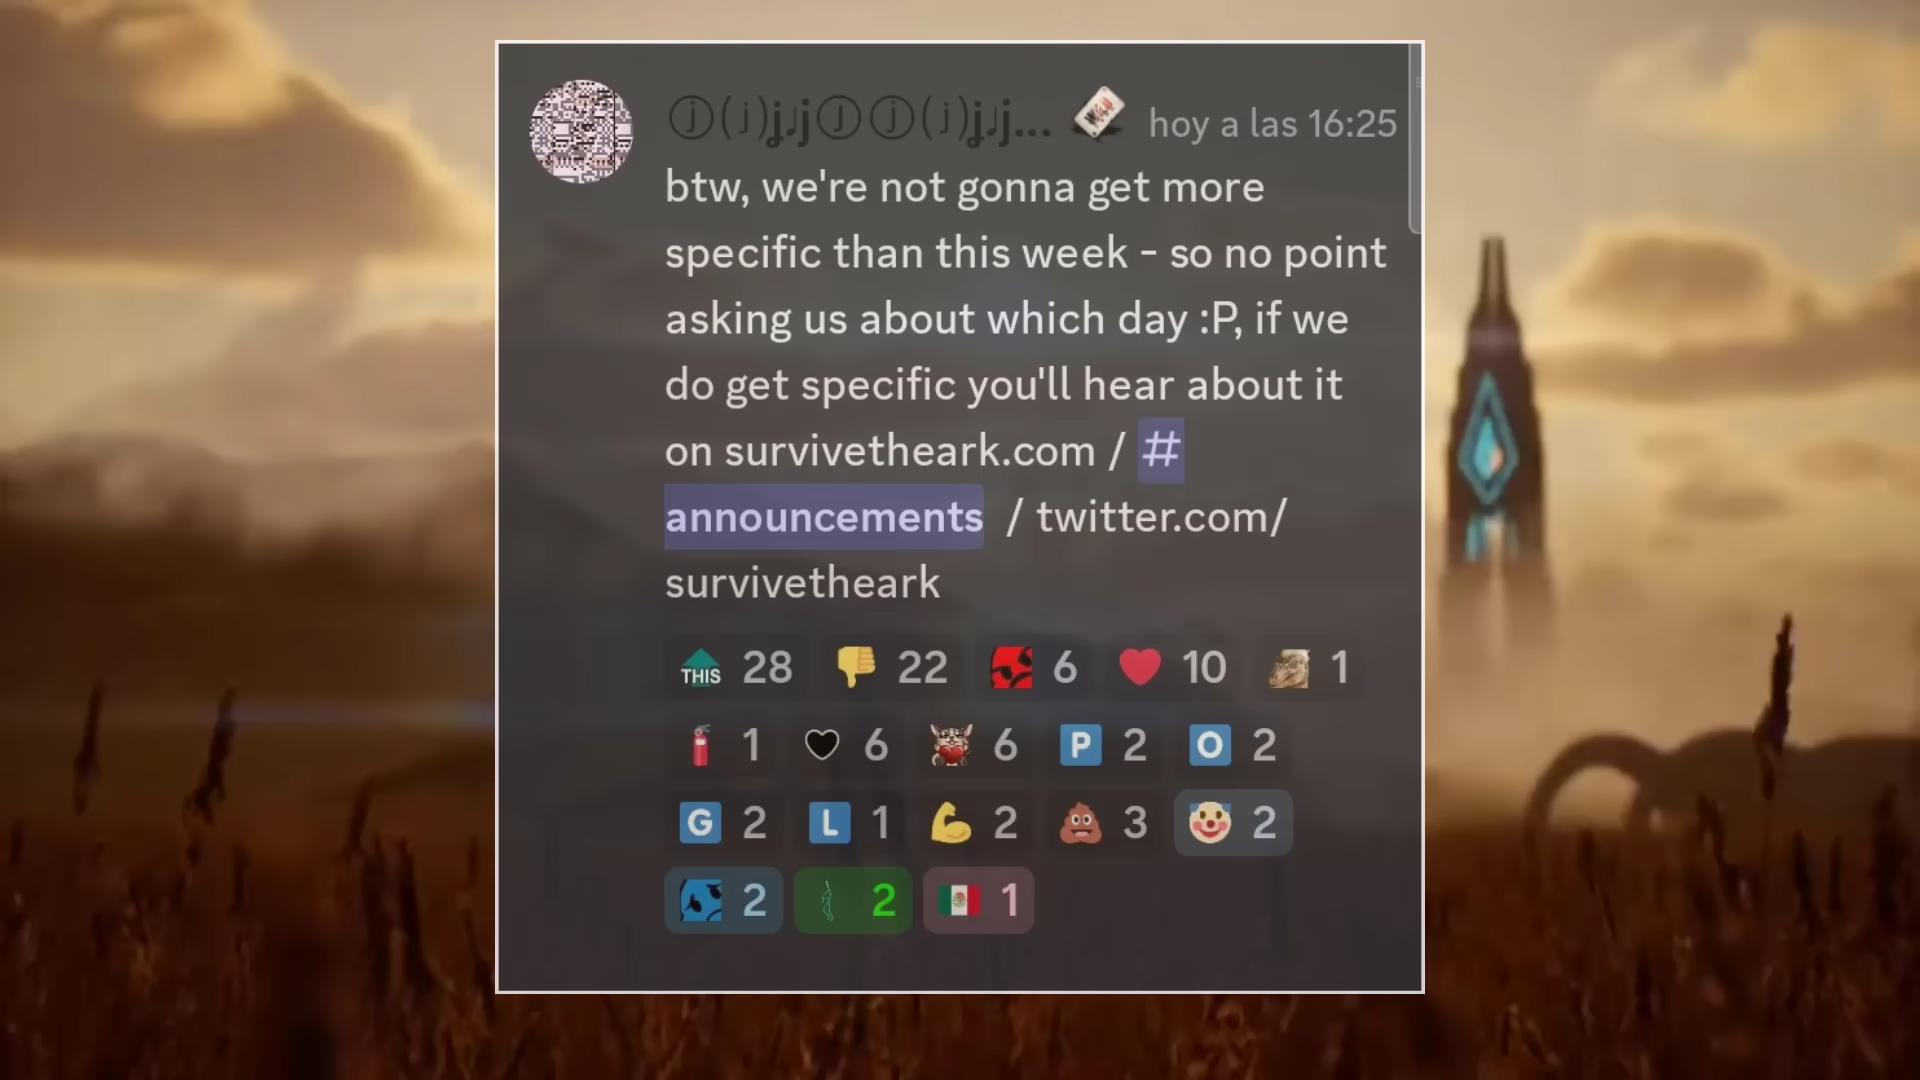 ⓙ(j)ʝʝjⒿⓙ(j)ʝʝj... hoy a las 16:25
btw, we're not gonna get more
specific than this week - so no point
asking us about which day :P, if we
do get specific you'll hear about it
on survivetheark.com / #
announcements / twitter.com/
survivetheark
THIS 28 22 6 10 1
1 6 6 P 2 O 2
G 2 L 1 2 3 2
2 2 1